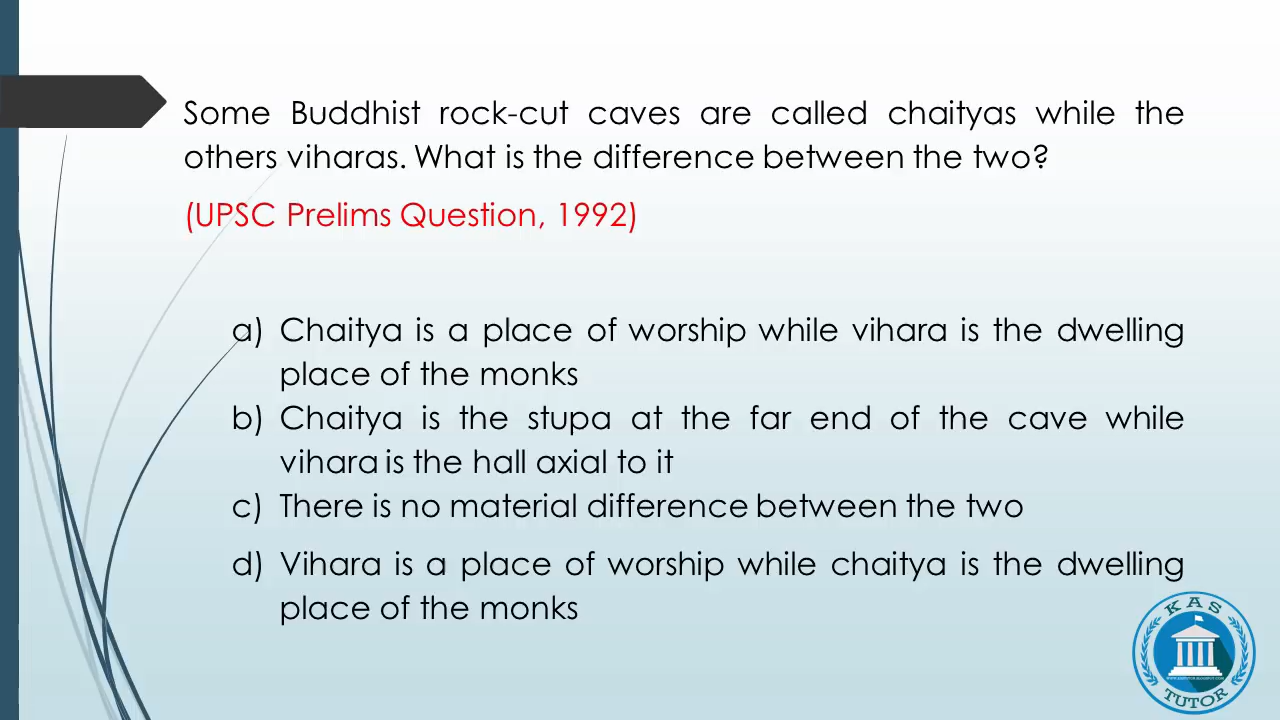 Some Buddhist rock-cut caves are called chaityas while the
others viharas. What is the difference between the two?
(UPSC Prelims Question, 1992)
a) Chaitya is a place of worship while vihara is the dwelling
place of the monks
b) Chaitya is the stupa at the far end of the cave while
vihara is the hall axial to it
c) There is no material difference between the two
d) Vihara is a place of worship while chaitya is the dwelling
place of the monks
KAS
TUTOR